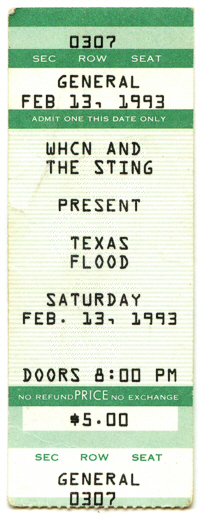 0307
SEC ROW SEAT
GENERAL
FEB 13, 1993
ADMIT ONE THIS DATE ONLY
WHCN AND
THE STING
PRESENT
TEXAS
FLOOD
SATURDAY
FEB. 13, 1993
DOORS 8:00 PM
NO REFUND PRICE NO EXCHANGE
$5.00
SEC ROW SEAT
GENERAL
0307